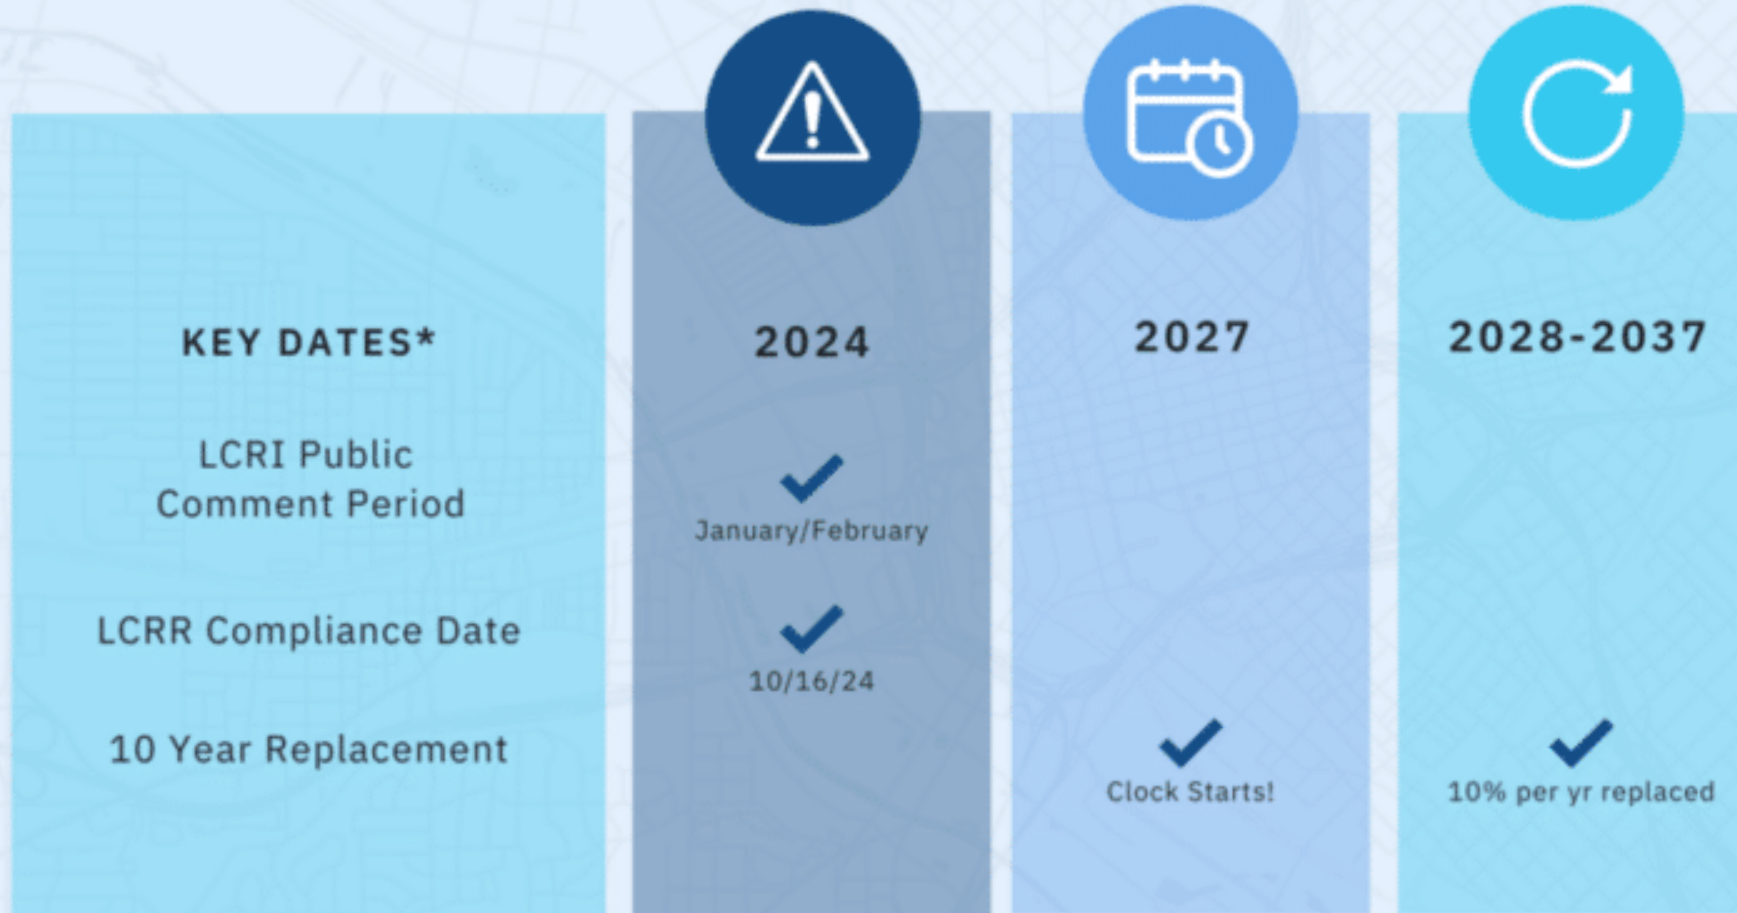 KEY DATES*
2024
2027
2028-2037
LCRI Public
Comment Period
January/February
LCRR Compliance Date
10/16/24
10 Year Replacement
Clock Starts!
10% per yr replaced